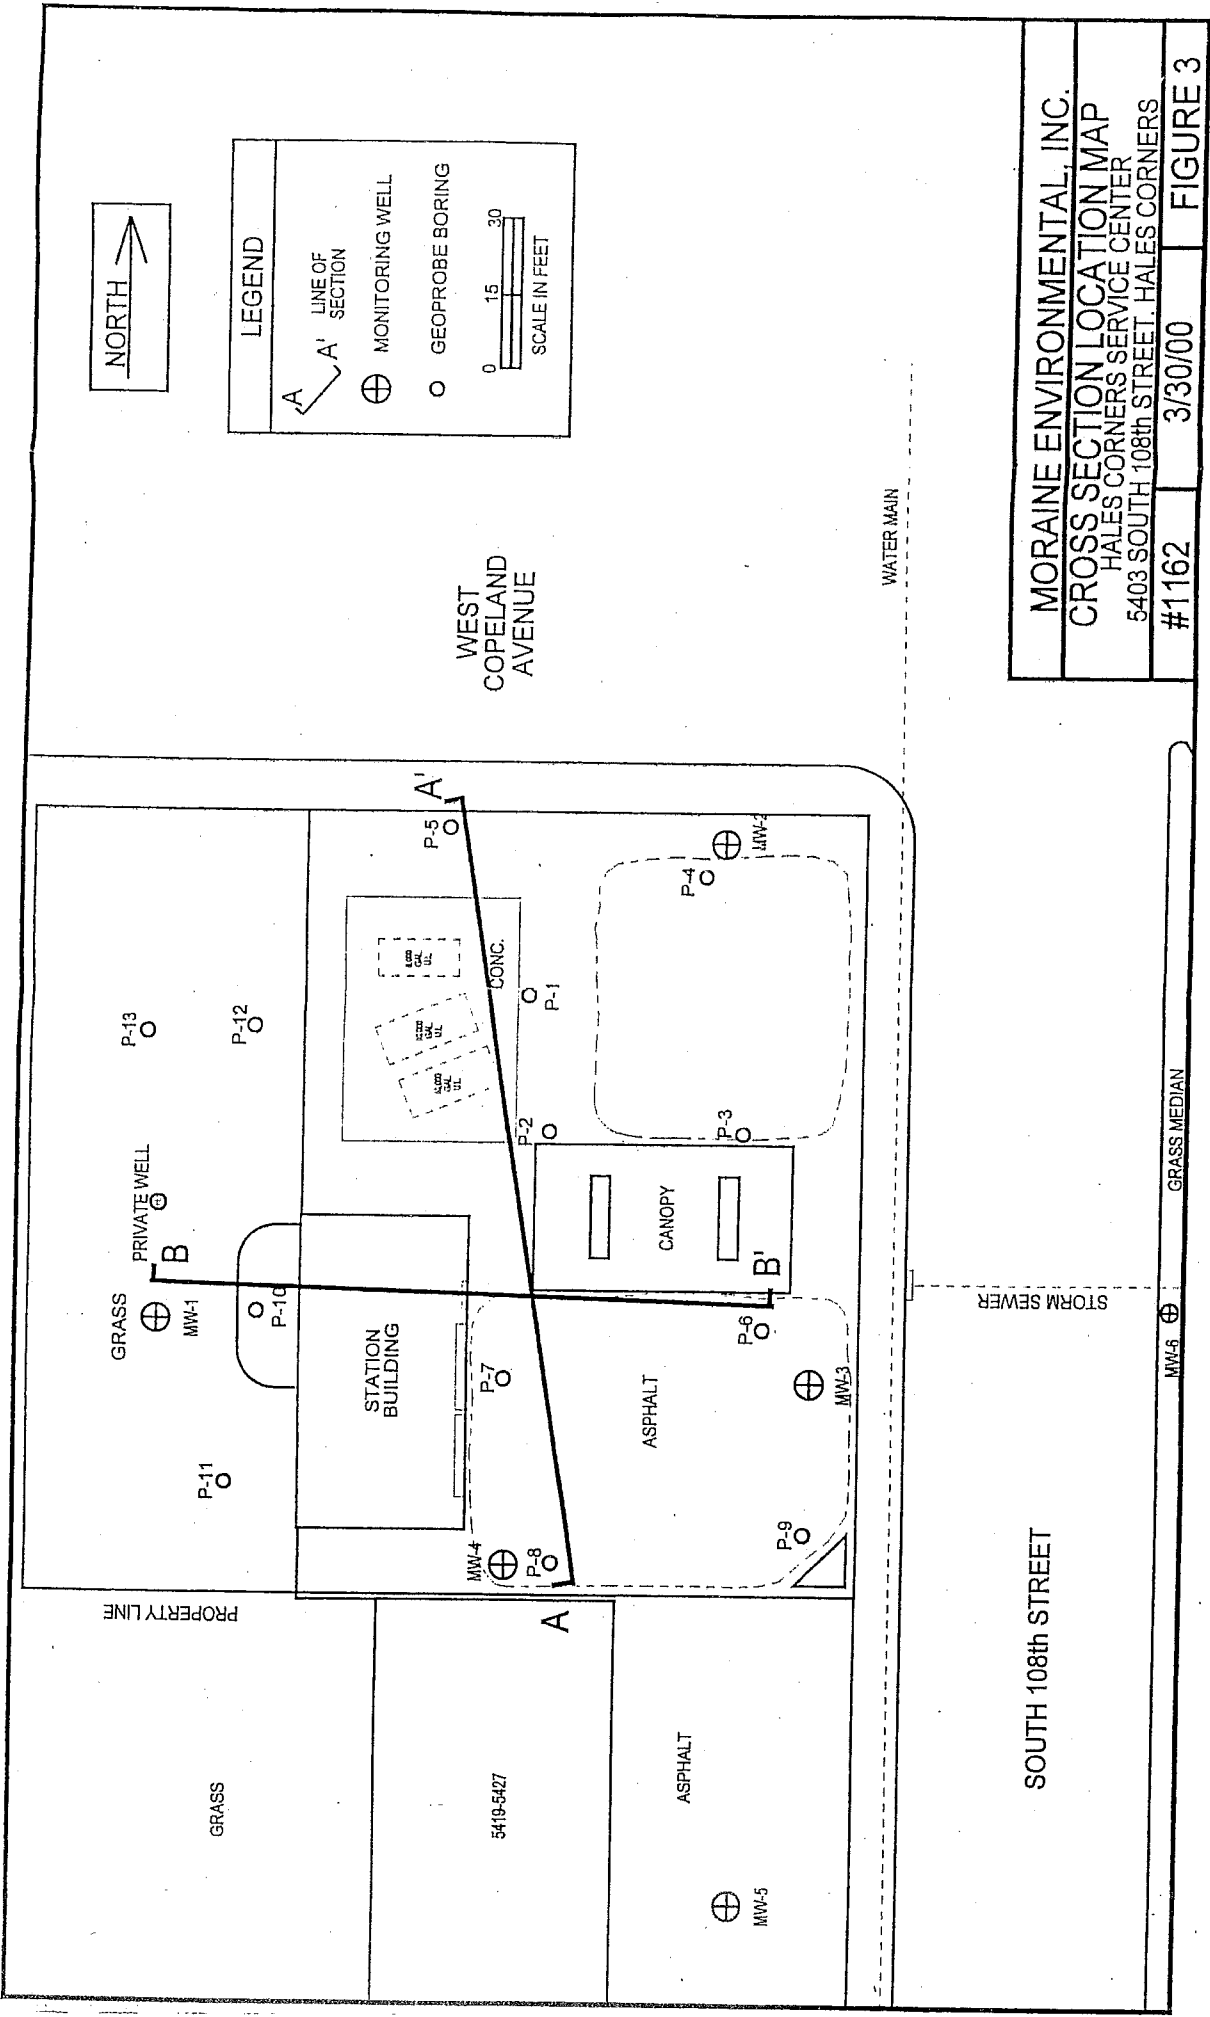 NORTH
LEGEND
A
A'
LINE OF
SECTION
MONITORING WELL
GEOPROBE BORING
0
15
30
SCALE IN FEET
WEST
COPELAND
AVENUE
WATER MAIN
A'
P-5
MW-2
P-4
CONC.
GAL
GAL
GAL
P-1
P-13
P-12
P-2
P-3
PRIVATE WELL
B
GRASS
MW-1
P-10
STATION
BUILDING
CANOPY
B'
P-6
P-7
MW-3
ASPHALT
P-11
P-9
MW-4
P-8
A
PROPERTY LINE
GRASS
5419-5427
ASPHALT
MW-5
STORM SEWER
GRASS MEDIAN
MW-6
SOUTH 108th STREET
MORAINE ENVIRONMENTAL, INC.
CROSS SECTION LOCATION MAP
HALES CORNERS SERVICE CENTER
5403 SOUTH 108th STREET, HALES CORNERS
#1162
3/30/00
FIGURE 3